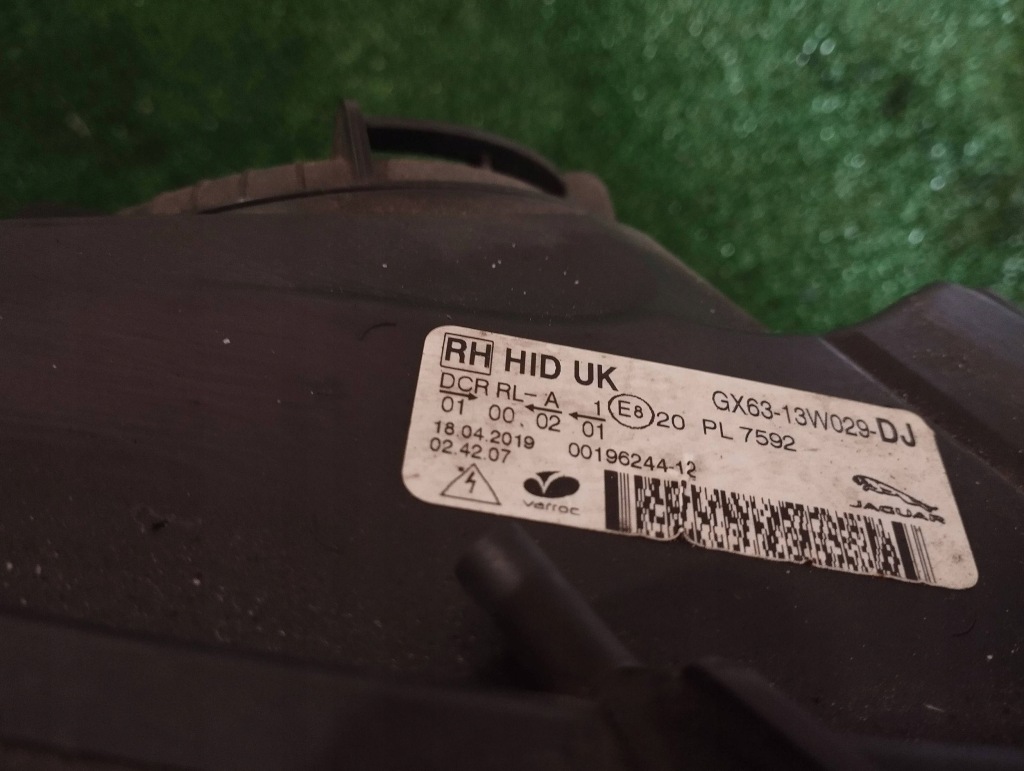 RH HID UK GX63-13W029-DJ
DCR RL- A 1 E8 20 PL 7592
01 00 02 01
18.04.2019 00196244-12
02.42.07
varroc
JAGUAR